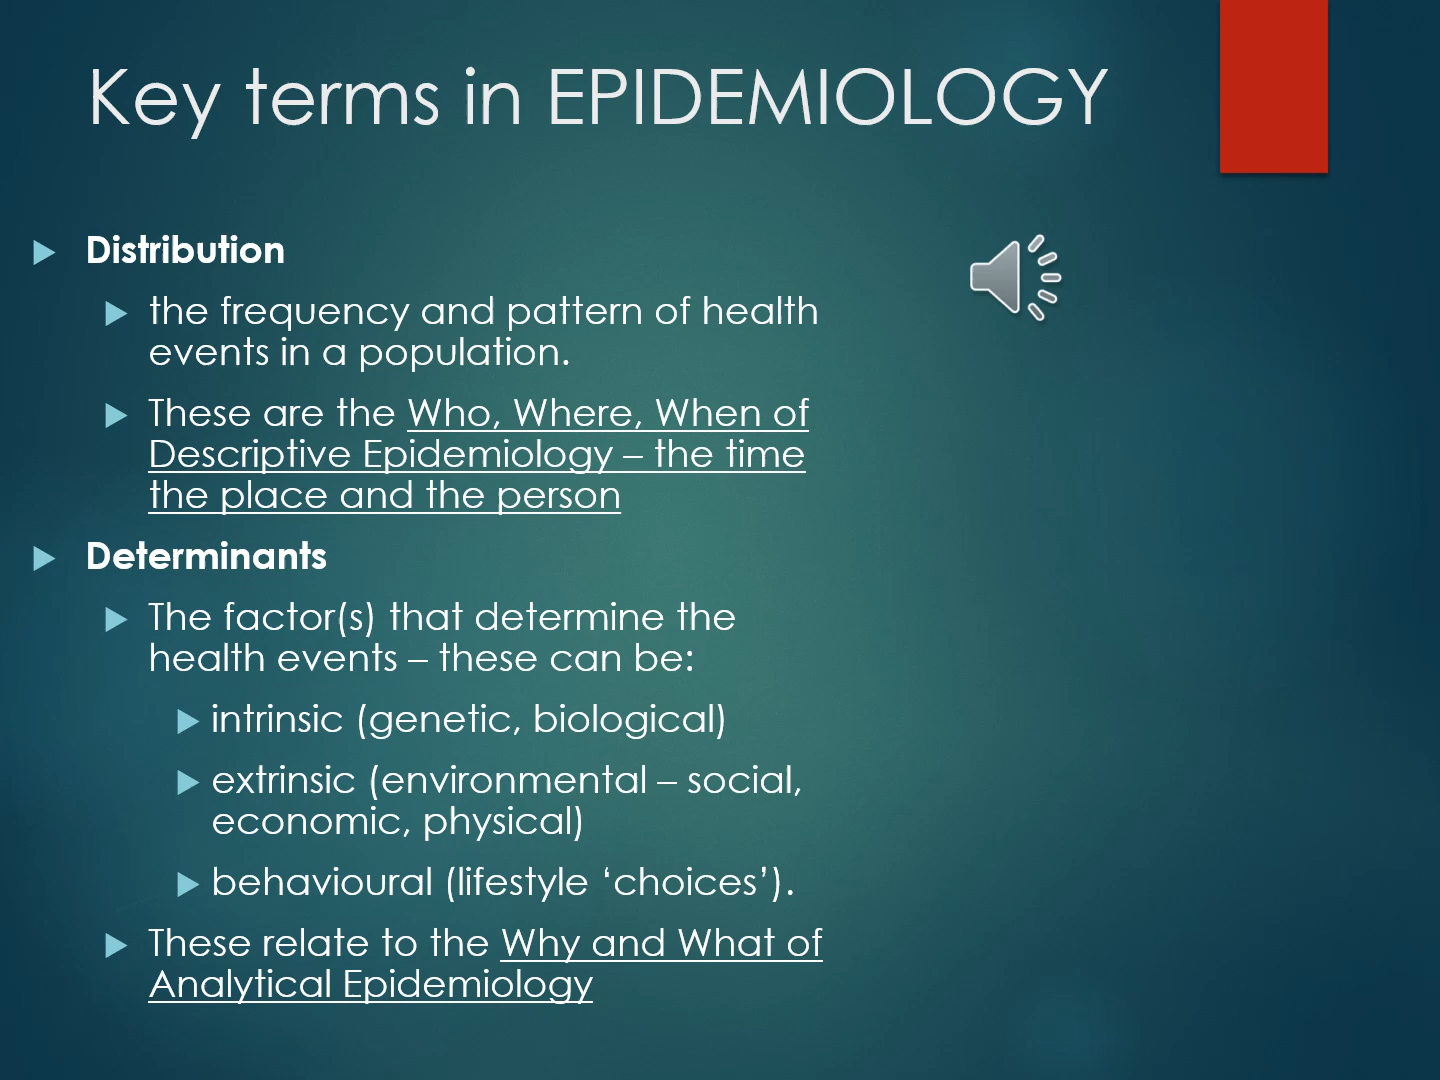 Key terms in EPIDEMIOLOGY
Distribution
the frequency and pattern of health
events in a population.
These are the Who, Where, When of
Descriptive Epidemiology – the time
the place and the person
Determinants
The factor(s) that determine the
health events – these can be:
intrinsic (genetic, biological)
extrinsic (environmental – social,
economic, physical)
behavioural (lifestyle ‘choices’).
These relate to the Why and What of
Analytical Epidemiology